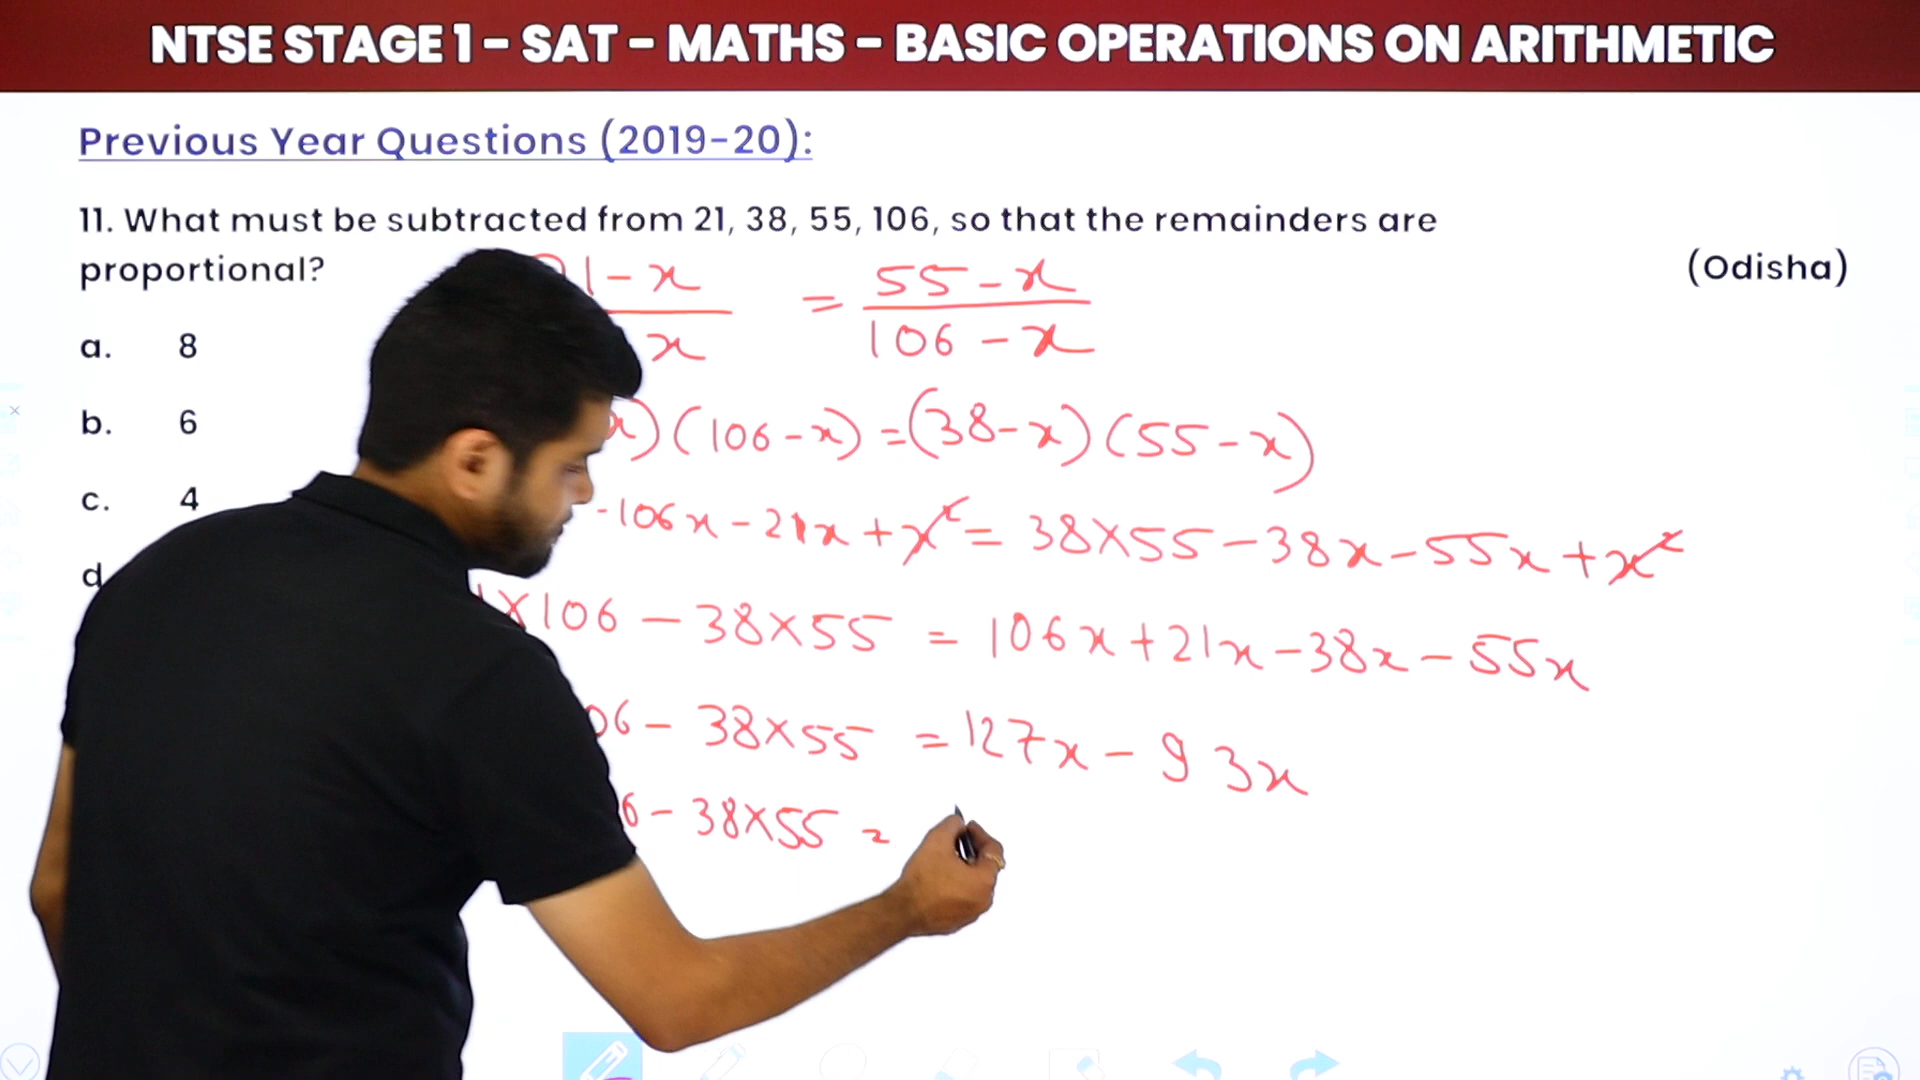 NTSE STAGE 1 – SAT – MATHS – BASIC OPERATIONS ON ARITHMETIC
Previous Year Questions (2019-20):
11. What must be subtracted from 21, 38, 55, 106, so that the remainders are
proportional?
(Odisha)
1 - x = 55 - x
x 106 - x
a. 8
b. 6
x) (106 - x) = (38 - x) (55 - x)
c. 4
- 106x - 21x + x² = 38×55 - 38x - 55x + x²
d
1×106 - 38×55 = 106x + 21x - 38x - 55x
06 - 38×55 = 127x - 93x
6 - 38×55 =